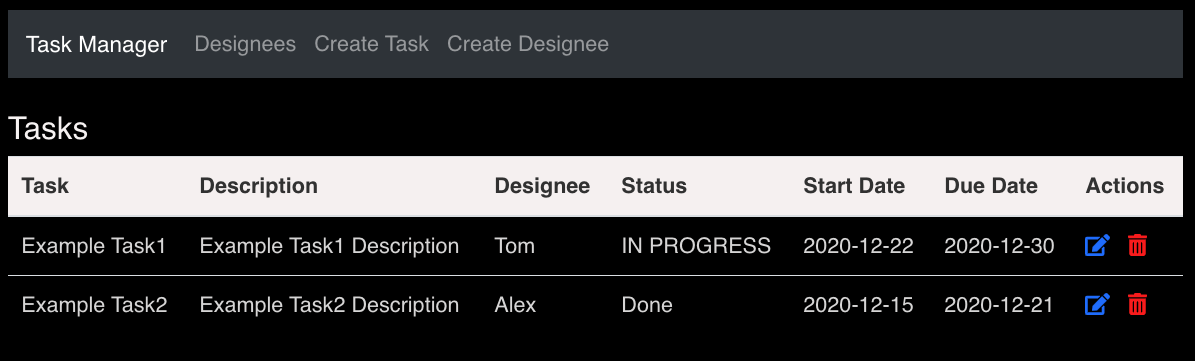 Task Manager Designees Create Task Create Designee
Tasks
Task Description Designee Status Start Date Due Date Actions
Example Task1 Example Task1 Description Tom IN PROGRESS 2020-12-22 2020-12-30
Example Task2 Example Task2 Description Alex Done 2020-12-15 2020-12-21